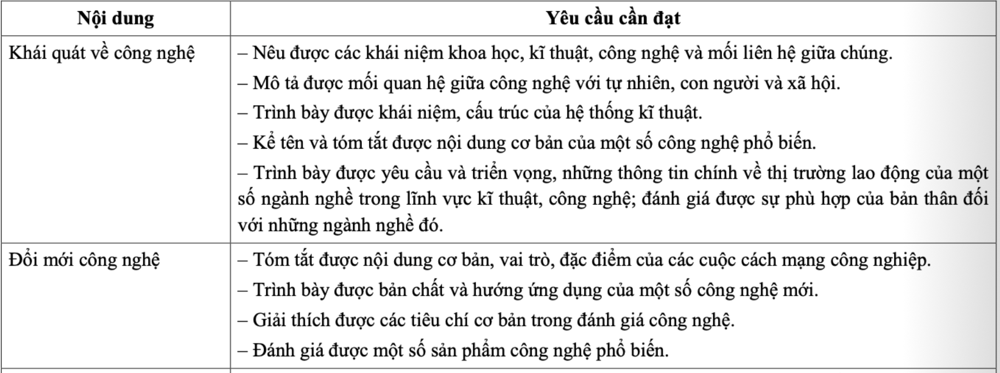 Nội dung
Yêu cầu cần đạt
Khái quát về công nghệ
– Nêu được các khái niệm khoa học, kĩ thuật, công nghệ và mối liên hệ giữa chúng.
– Mô tả được mối quan hệ giữa công nghệ với tự nhiên, con người và xã hội.
– Trình bày được khái niệm, cấu trúc của hệ thống kĩ thuật.
– Kể tên và tóm tắt được nội dung cơ bản của một số công nghệ phổ biến.
– Trình bày được yêu cầu và triển vọng, những thông tin chính về thị trường lao động của một
số ngành nghề trong lĩnh vực kĩ thuật, công nghệ; đánh giá được sự phù hợp của bản thân đối
với những ngành nghề đó.
Đổi mới công nghệ
– Tóm tắt được nội dung cơ bản, vai trò, đặc điểm của các cuộc cách mạng công nghiệp.
– Trình bày được bản chất và hướng ứng dụng của một số công nghệ mới.
– Giải thích được các tiêu chí cơ bản trong đánh giá công nghệ.
– Đánh giá được một số sản phẩm công nghệ phổ biến.